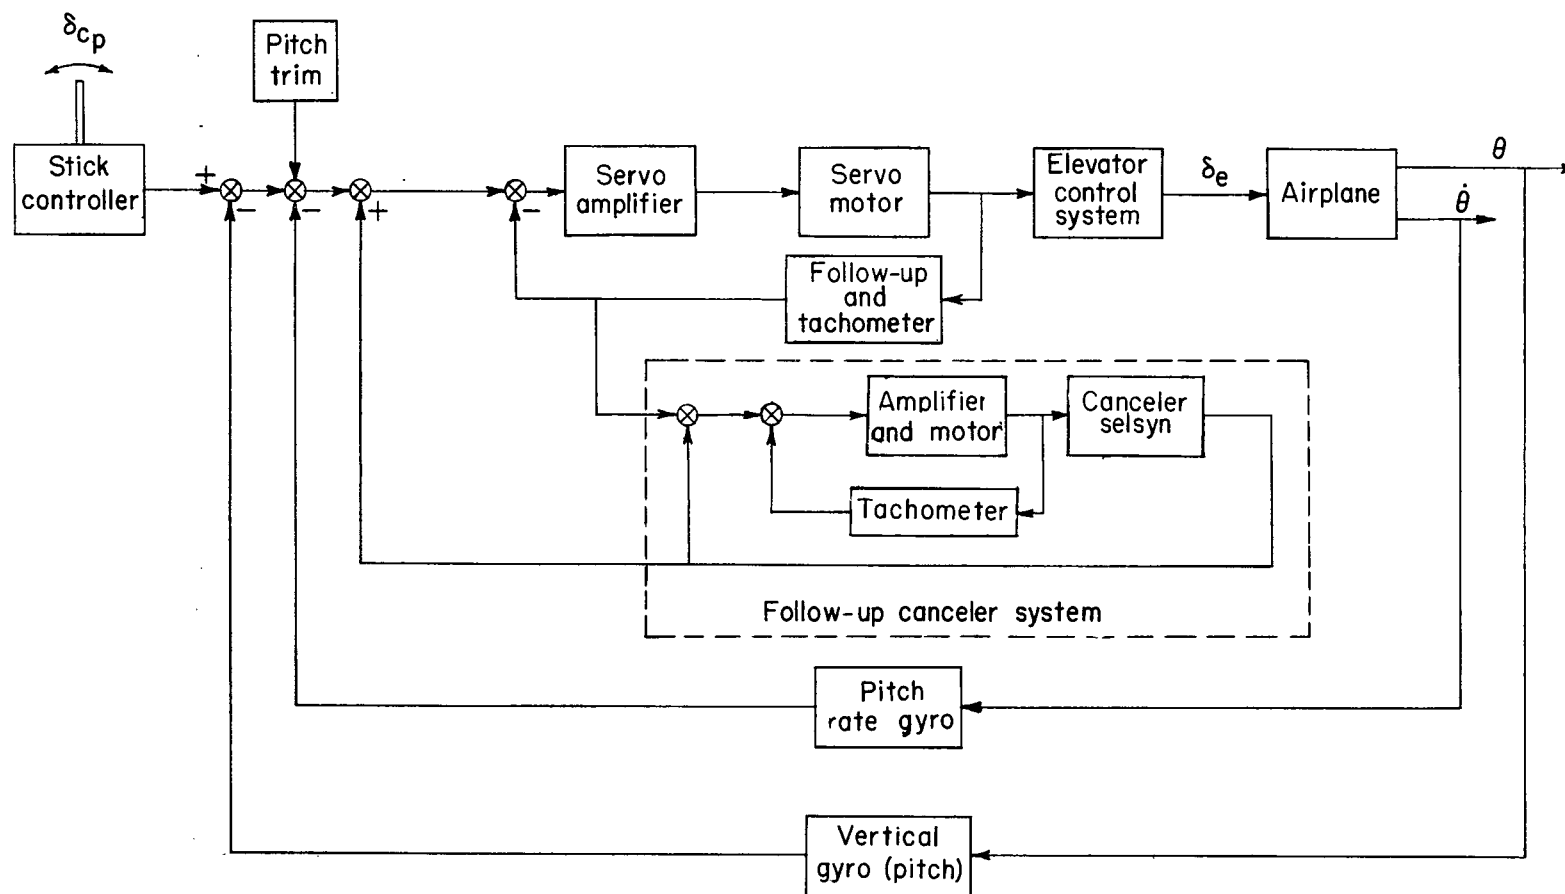 δcp
Pitch
trim
Stick
controller
+
−
−
+
−
Servo
amplifier
Servo
motor
Elevator
control
system
δe
Airplane
θ
θ̇
Follow-up
and
tachometer
Amplifier
and motor
Canceler
selsyn
Tachometer
Follow-up canceler system
Pitch
rate gyro
Vertical
gyro (pitch)